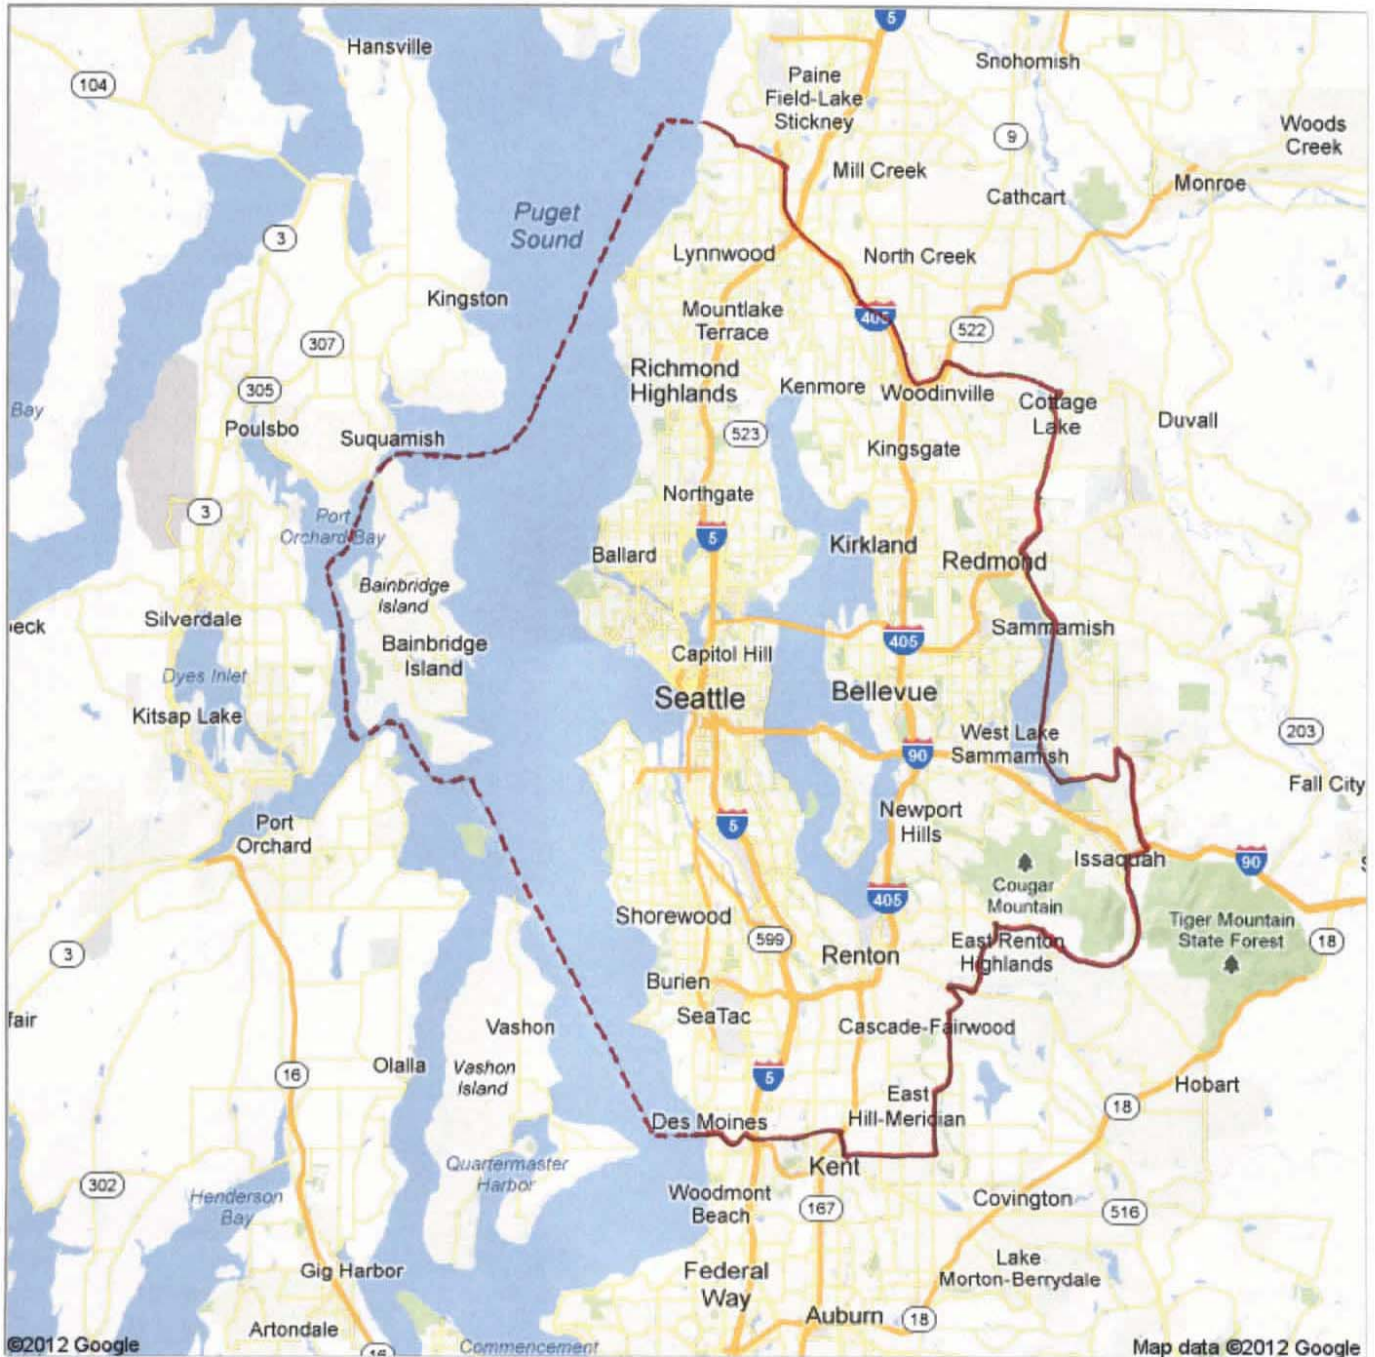 5
Hansville
Snohomish
104
Paine
Field-Lake
Stickney
9
Woods
Creek
Mill Creek
Monroe
Cathcart
Puget
Sound
3
Lynnwood
North Creek
Kingston
Mountlake
Terrace
405
522
307
Richmond
Highlands
305
Kenmore
Woodinville
Cottage
Lake
Bay
Poulsbo
Suquamish
523
Duvall
Kingsgate
Northgate
3
Port
Orchard Bay
5
Ballard
Kirkland
Redmond
Bainbridge
Island
Silverdale
eck
Sammamish
Bainbridge
Island
405
Capitol Hill
Dyes Inlet
Seattle
Bellevue
Kitsap Lake
West Lake
Sammamish
203
90
Fall City
Port
Orchard
5
Newport
Hills
Issaquah
90
Cougar
Mountain
405
Shorewood
Tiger Mountain
State Forest
599
18
3
Renton
East Renton
Highlands
Burien
fair
SeaTac
Vashon
Cascade-Fairwood
Olalla
Vashon
Island
16
5
Hobart
East
Hill-Meridian
18
Des Moines
Quartermaster
Harbor
Kent
302
Henderson
Bay
Woodmont
Beach
167
Covington
516
Gig Harbor
Federal
Way
Lake
Morton-Berrydale
Auburn
18
Artondale
©2012 Google
16
Commencement
Map data ©2012 Google